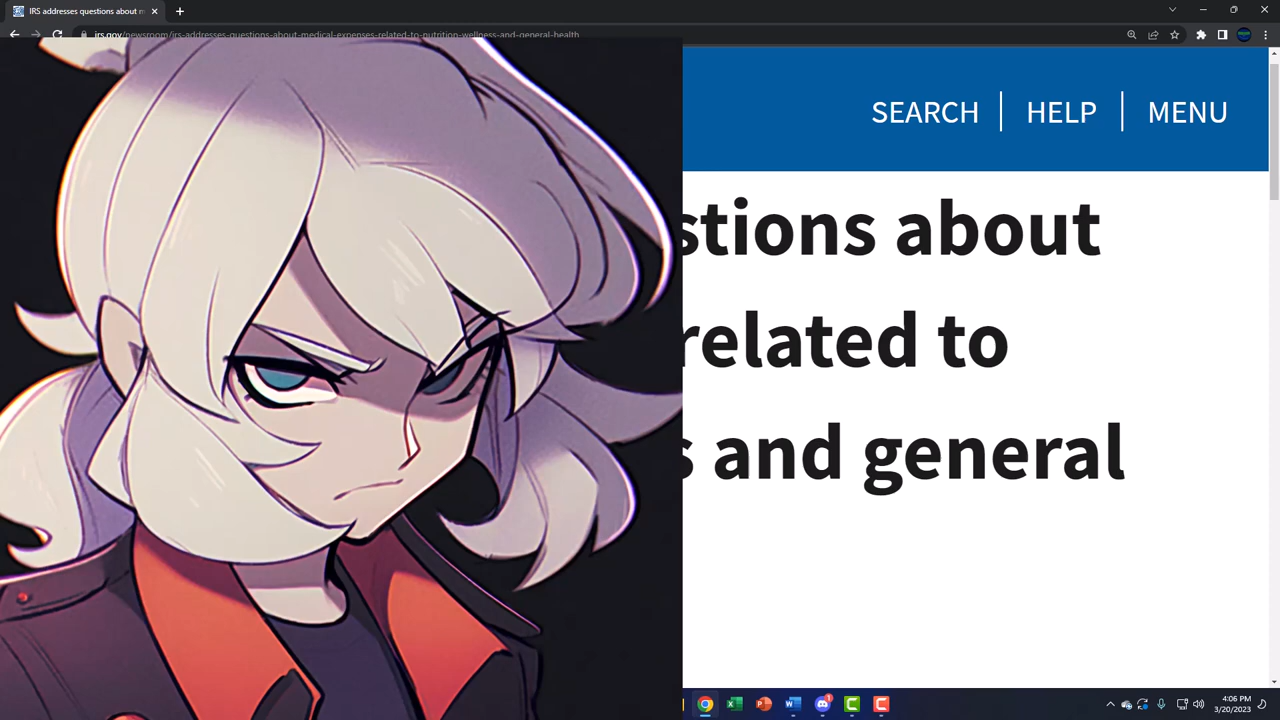 IRS addresses questions about m
irs.gov/newsroom/irs-addresses-questions-about-medical-expenses-related-to-nutrition-wellness-and-general-health
SEARCH
HELP
MENU
stions about
related to
s and general
1
4:06 PM
3/20/2023